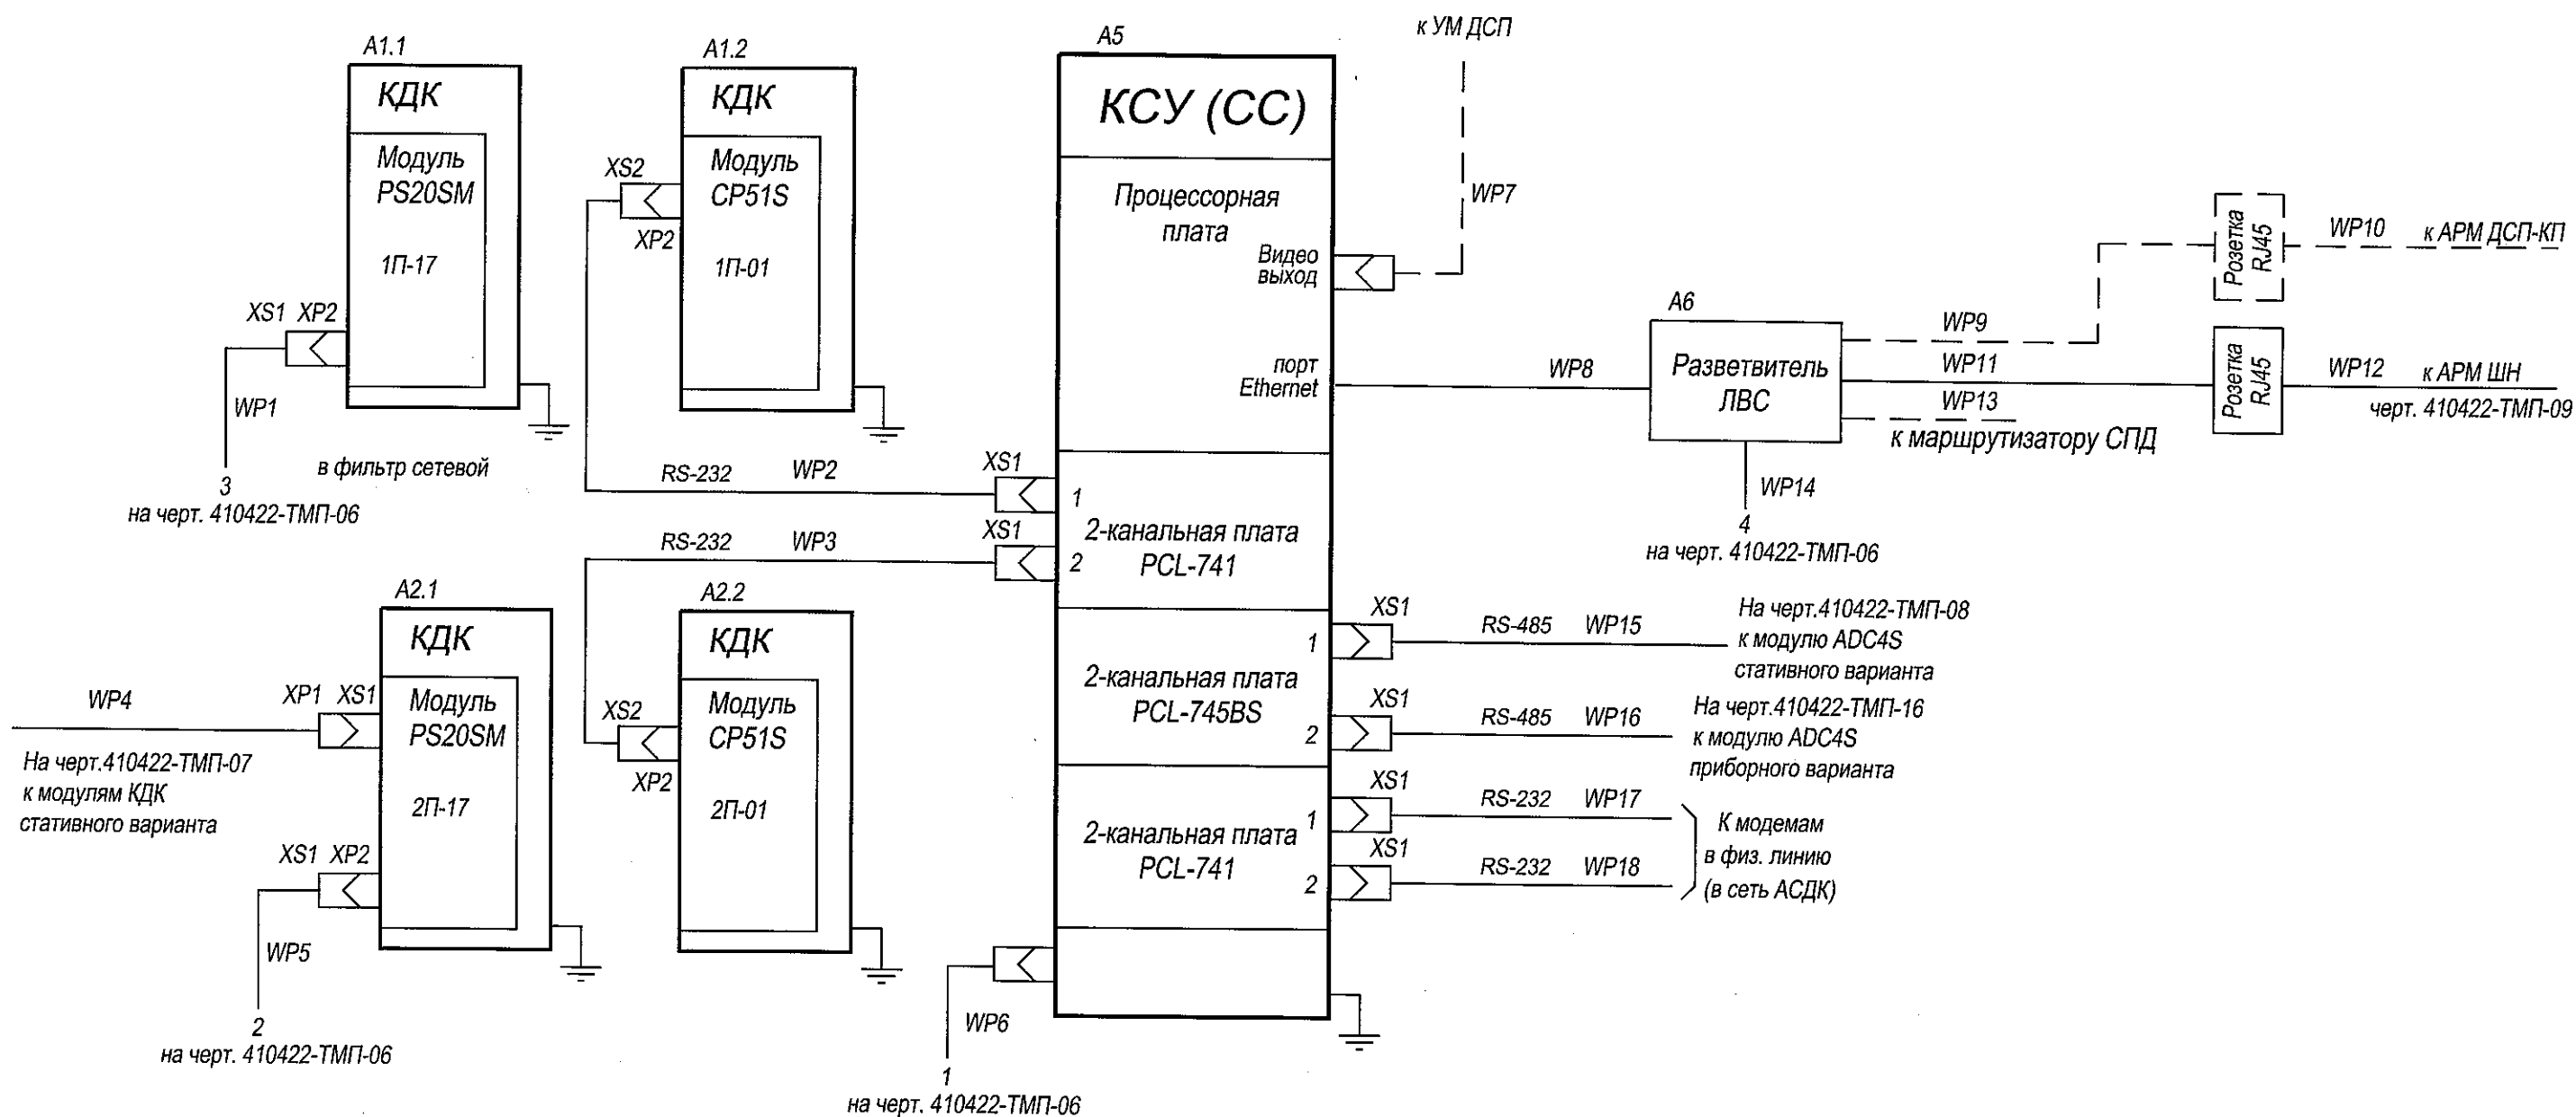 А1.1
КДК
Модуль
PS20SM
1П-17
XS1 XP2
WP1
3
на черт. 410422-ТМП-06
в фильтр сетевой
А1.2
КДК
Модуль
CP51S
1П-01
XS2
XP2
RS-232 WP2
XS1
RS-232 WP3
XS1
А2.1
КДК
Модуль
PS20SM
2П-17
WP4
XP1 XS1
На черт.410422-ТМП-07
к модулям КДК
стативного варианта
XS1 XP2
WP5
2
на черт. 410422-ТМП-06
А2.2
КДК
Модуль
CP51S
2П-01
XS2
XP2
А5
КСУ (СС)
Процессорная
плата
Видео
выход
порт
Ethernet
1
2-канальная плата
2
PCL-741
1
2-канальная плата
PCL-745BS
2
1
2-канальная плата
PCL-741
2
WP6
1
на черт. 410422-ТМП-06
к УМ ДСП
WP7
WP8
А6
Разветвитель
ЛВС
WP9
WP11
WP13
к маршрутизатору СПД
WP14
4
на черт. 410422-ТМП-06
Розетка
RJ45
WP10 к АРМ ДСП-КП
Розетка
RJ45
WP12 к АРМ ШН
черт. 410422-ТМП-09
XS1
RS-485 WP15
На черт.410422-ТМП-08
к модулю ADC4S
стативного варианта
XS1
RS-485 WP16
На черт.410422-ТМП-16
к модулю ADC4S
приборного варианта
XS1
RS-232 WP17
XS1
RS-232 WP18
К модемам
в физ. линию
(в сеть АСДК)